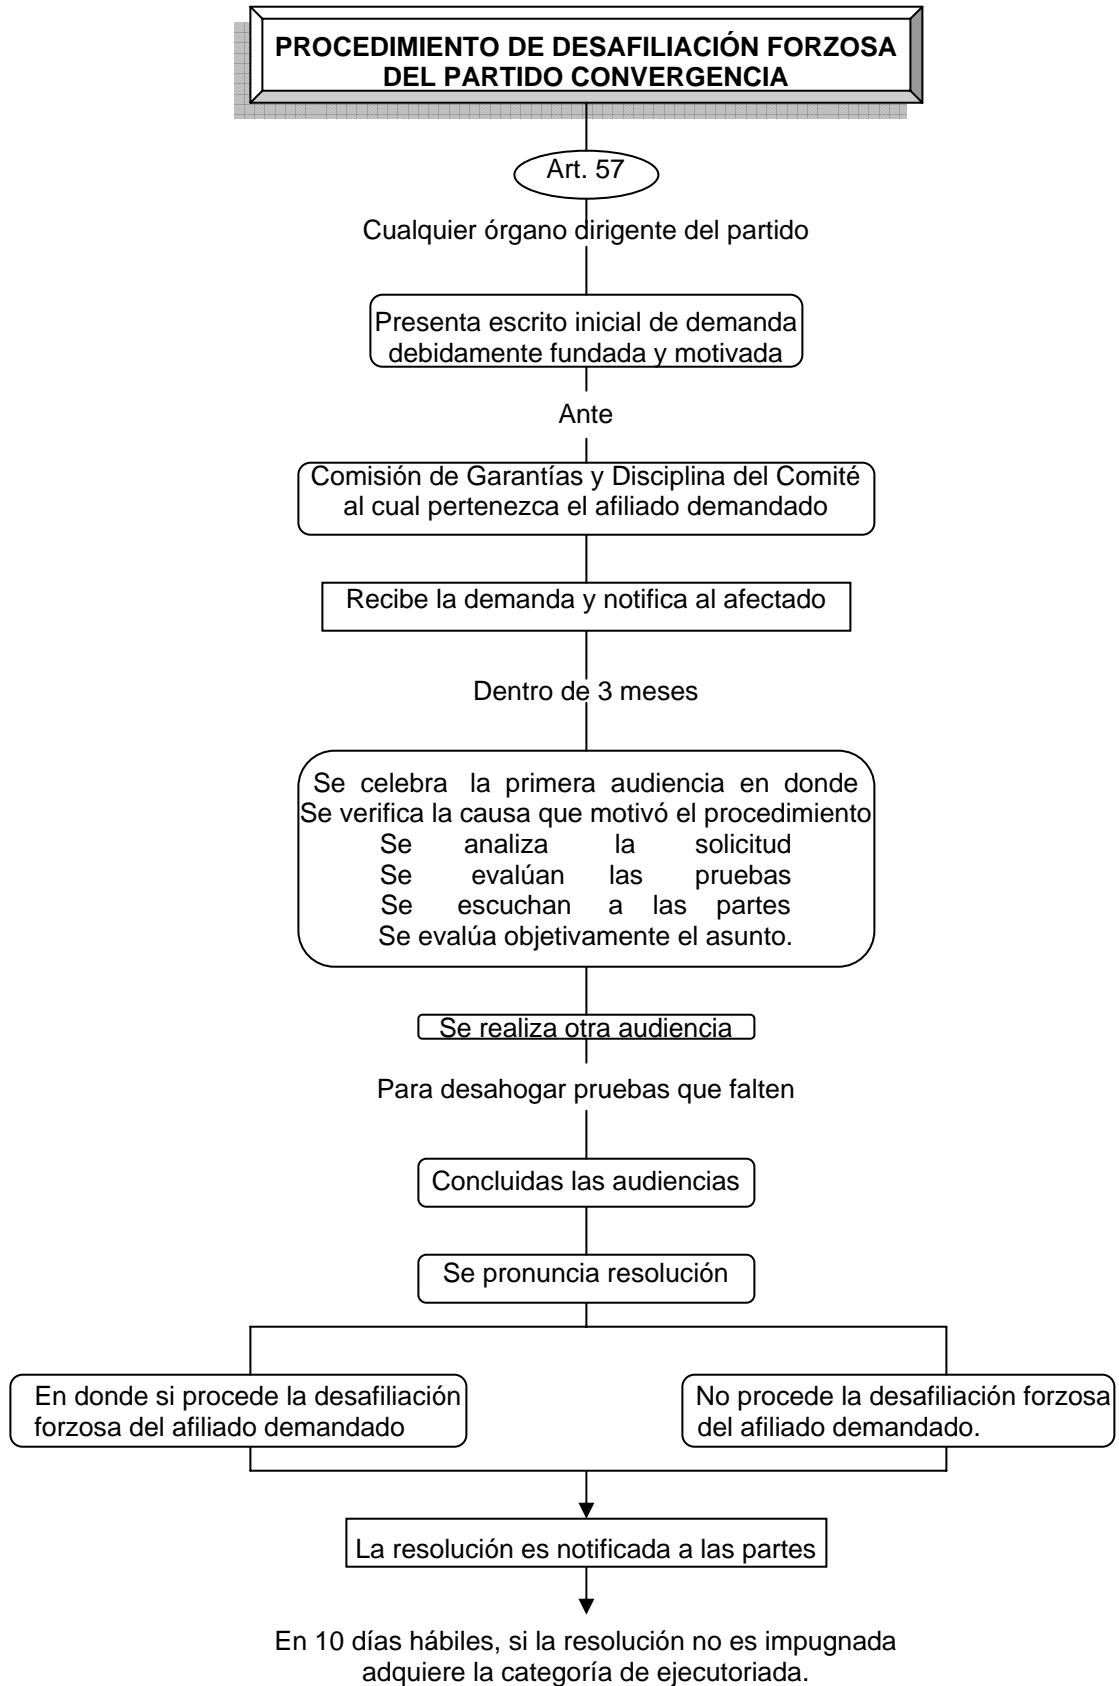 PROCEDIMIENTO DE DESAFILIACIÓN FORZOSA
DEL PARTIDO CONVERGENCIA
Art. 57
Cualquier órgano dirigente del partido
Presenta escrito inicial de demanda
debidamente fundada y motivada
Ante
Comisión de Garantías y Disciplina del Comité
al cual pertenezca el afiliado demandado
Recibe la demanda y notifica al afectado
Dentro de 3 meses
Se celebra la primera audiencia en donde
Se verifica la causa que motivó el procedimiento
Se analiza la solicitud
Se evalúan las pruebas
Se escuchan a las partes
Se evalúa objetivamente el asunto.
Se realiza otra audiencia
Para desahogar pruebas que falten
Concluidas las audiencias
Se pronuncia resolución
En donde si procede la desafiliación
forzosa del afiliado demandado
No procede la desafiliación forzosa
del afiliado demandado.
La resolución es notificada a las partes
En 10 días hábiles, si la resolución no es impugnada
adquiere la categoría de ejecutoriada.